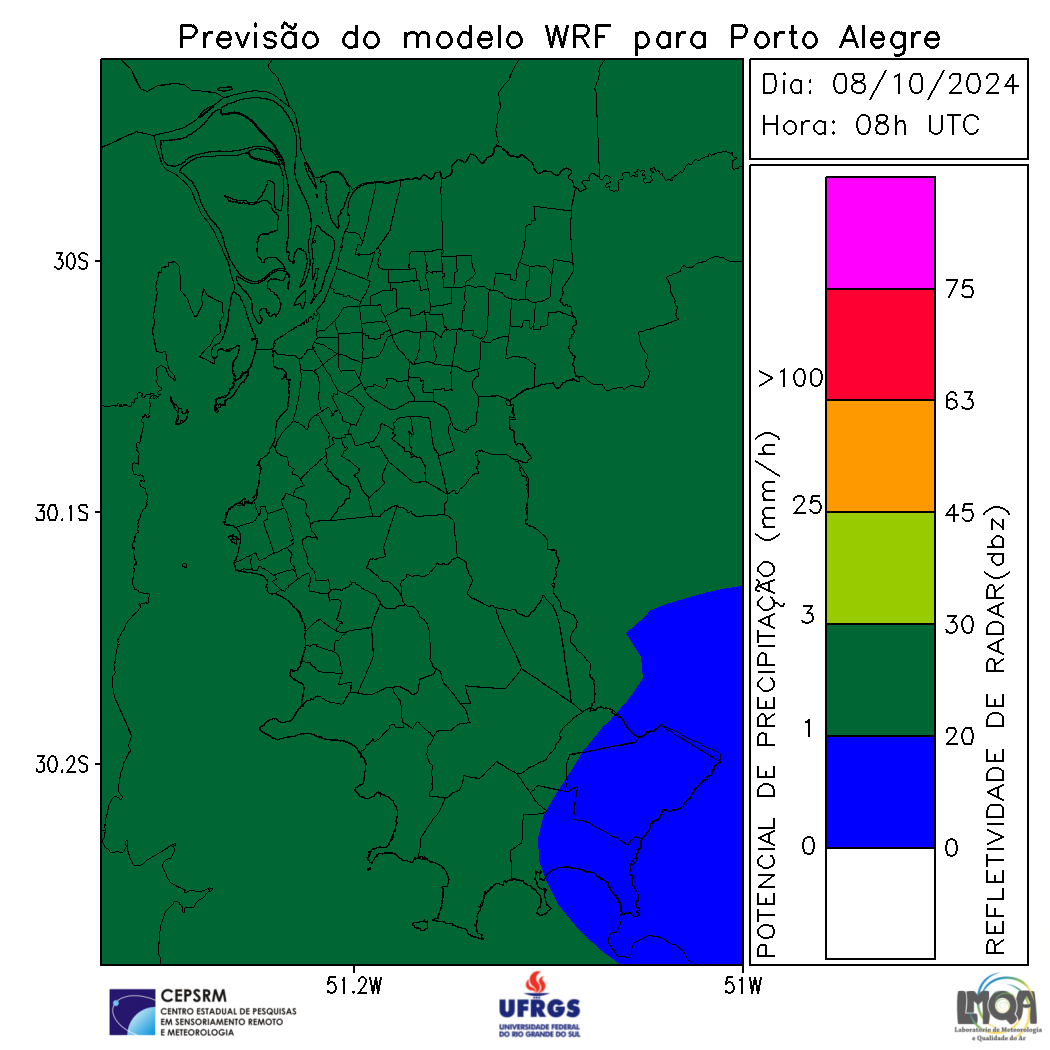 Previsão do modelo WRF para Porto Alegre
Dia: 08/10/2024
Hora: 08h UTC
30S
30.1S
30.2S
51.2W
51W
POTENCIAL DE PRECIPITAÇÃO (mm/h)
>100
25
3
1
0
75
63
45
30
20
0
REFLETIVIDADE DE RADAR(dbz)
CEPSRM
CENTRO ESTADUAL DE PESQUISAS
EM SENSORIAMENTO REMOTO
E METEOROLOGIA
UFRGS
UNIVERSIDADE FEDERAL
DO RIO GRANDE DO SUL
LMQA
Laboratório de Meteorologia
e Qualidade do Ar